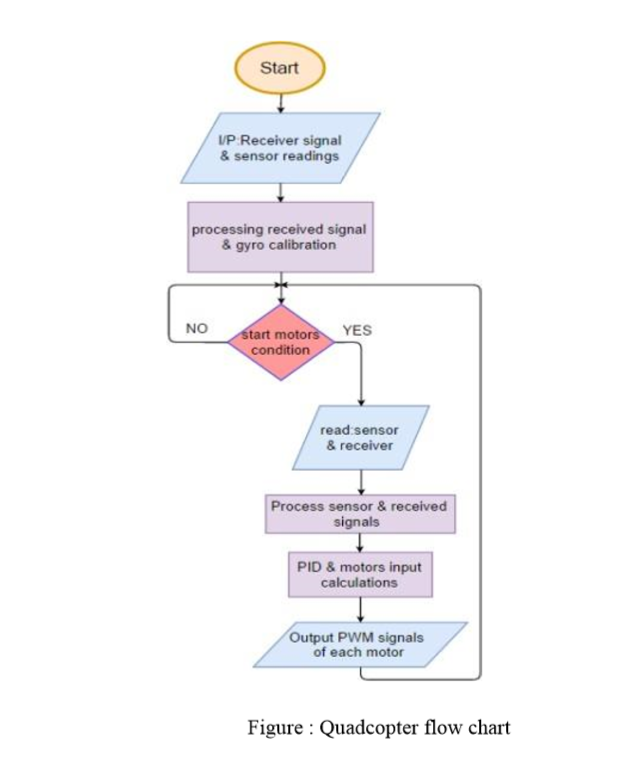 Start
I/P:Receiver signal
& sensor readings
processing received signal
& gyro calibration
NO
YES
start motors
condition
read:sensor
& receiver
Process sensor & received
signals
PID & motors input
calculations
Output PWM signals
of each motor
Figure : Quadcopter flow chart